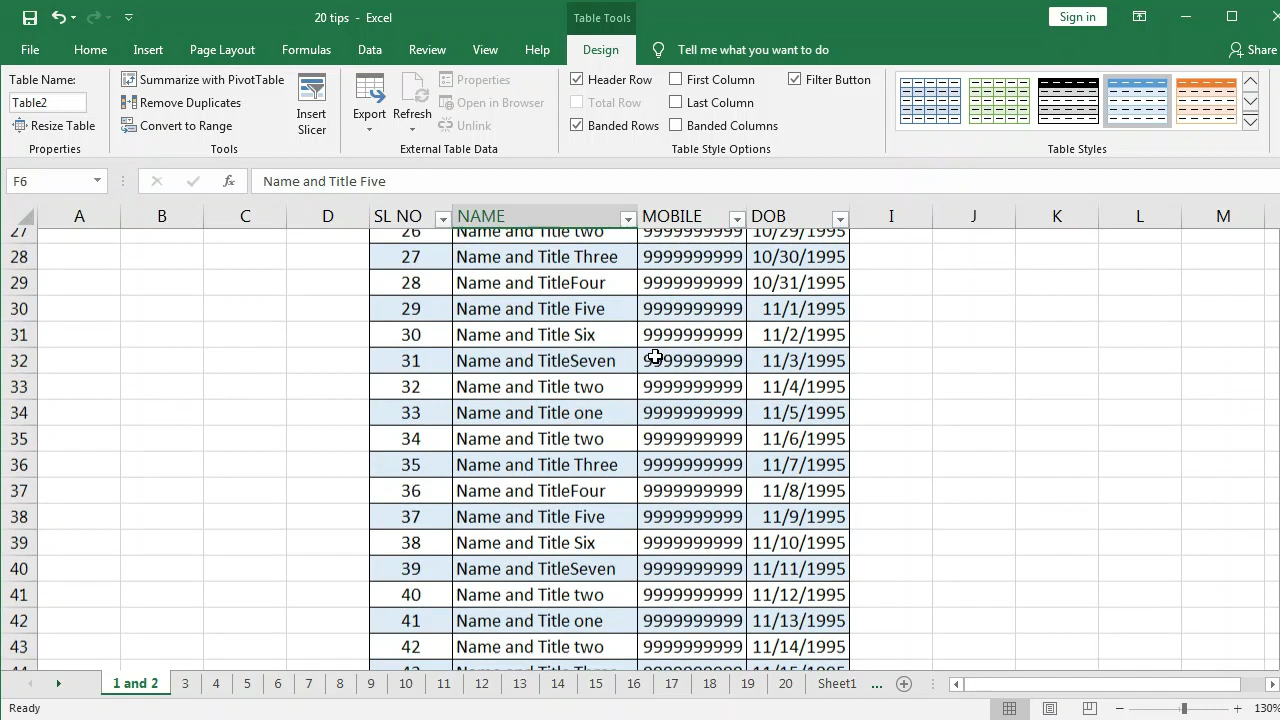 20 tips - Excel
Table Tools
Sign in
File Home Insert Page Layout Formulas Data Review View Help Design Tell me what you want to do Share
Table Name: Summarize with PivotTable Properties Header Row First Column Filter Button
Table2 Remove Duplicates Insert Slicer Export Refresh Open in Browser Total Row Last Column
Resize Table Convert to Range Unlink Banded Rows Banded Columns
Properties Tools External Table Data Table Style Options Table Styles
F6 fx Name and Title Five
A B C D SL NO NAME MOBILE DOB I J K L M
27 26 Name and Title two 9999999999 10/29/1995
28 27 Name and Title Three 9999999999 10/30/1995
29 28 Name and TitleFour 9999999999 10/31/1995
30 29 Name and Title Five 9999999999 11/1/1995
31 30 Name and Title Six 9999999999 11/2/1995
32 31 Name and TitleSeven 9999999999 11/3/1995
33 32 Name and Title two 9999999999 11/4/1995
34 33 Name and Title one 9999999999 11/5/1995
35 34 Name and Title two 9999999999 11/6/1995
36 35 Name and Title Three 9999999999 11/7/1995
37 36 Name and TitleFour 9999999999 11/8/1995
38 37 Name and Title Five 9999999999 11/9/1995
39 38 Name and Title Six 9999999999 11/10/1995
40 39 Name and TitleSeven 9999999999 11/11/1995
41 40 Name and Title two 9999999999 11/12/1995
42 41 Name and Title one 9999999999 11/13/1995
43 42 Name and Title two 9999999999 11/14/1995
44 43 Name and Title Three 9999999999 11/15/1995
1 and 2 3 4 5 6 7 8 9 10 11 12 13 14 15 16 17 18 19 20 Sheet1 ...
Ready 130%